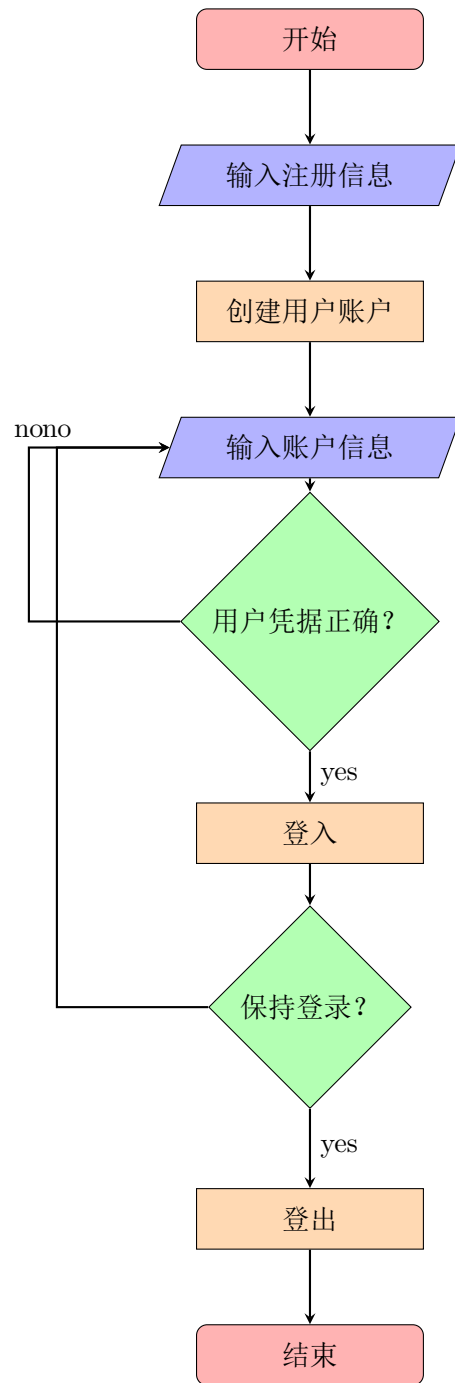 开始
输入注册信息
创建用户账户
nono
输入账户信息
用户凭据正确？
yes
登入
保持登录？
yes
登出
结束